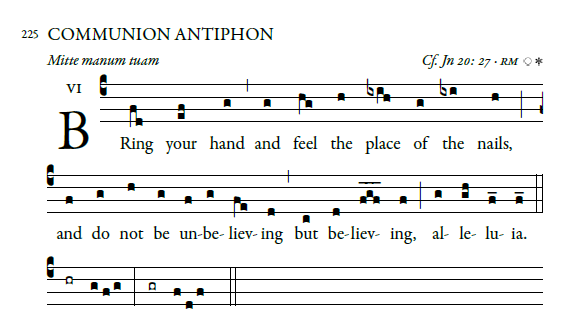 225 COMMUNION ANTIPHON
Mitte manum tuam Cf. Jn 20: 27 · RM
VI
BRing your hand and feel the place of the nails,
and do not be un-be-liev-ing but be-liev-ing, al-le-lu-ia.